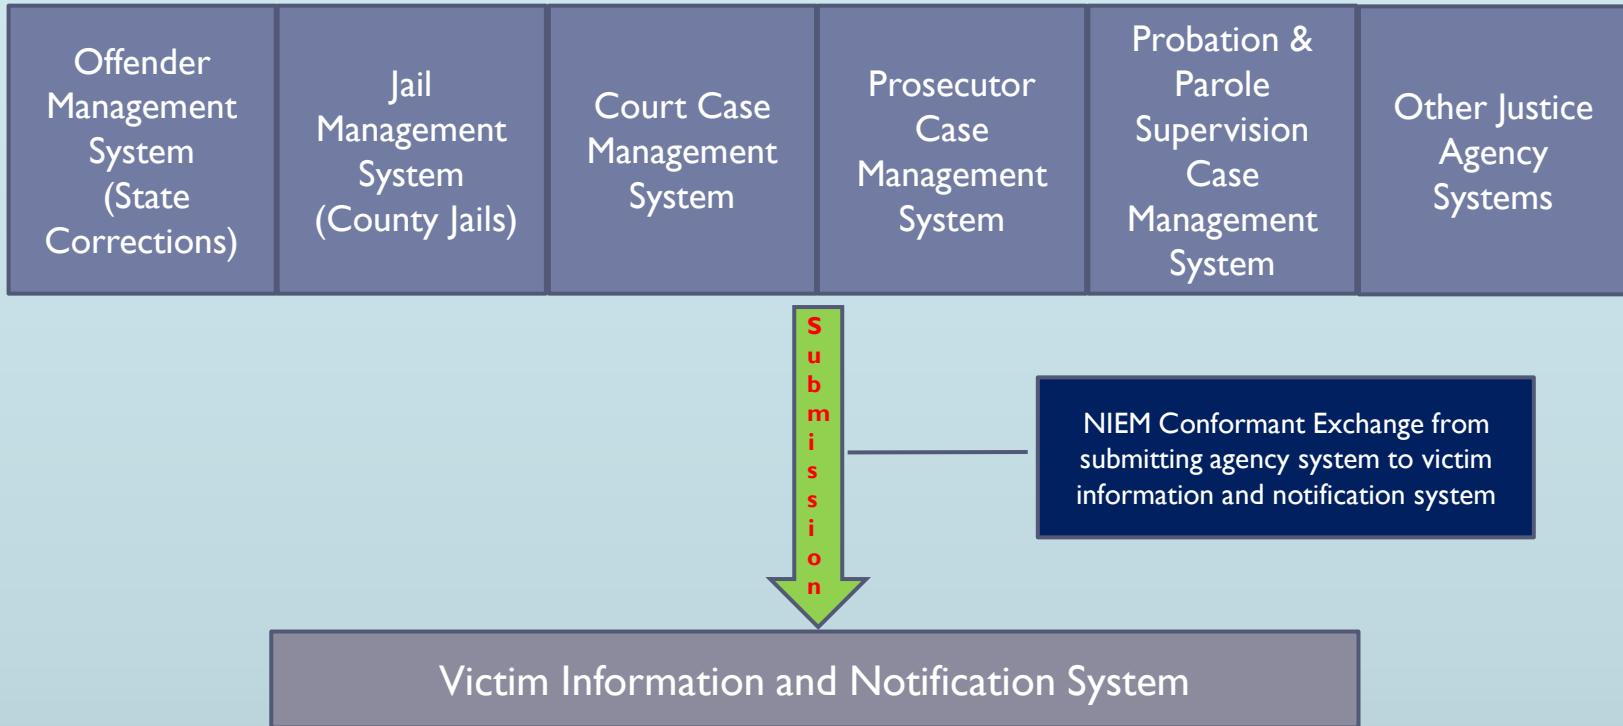 Offender
Management
System
(State
Corrections)
Jail
Management
System
(County Jails)
Court Case
Management
System
Prosecutor
Case
Management
System
Probation &
Parole
Supervision
Case
Management
System
Other Justice
Agency
Systems
Submission
NIEM Conformant Exchange from
submitting agency system to victim
information and notification system
Victim Information and Notification System